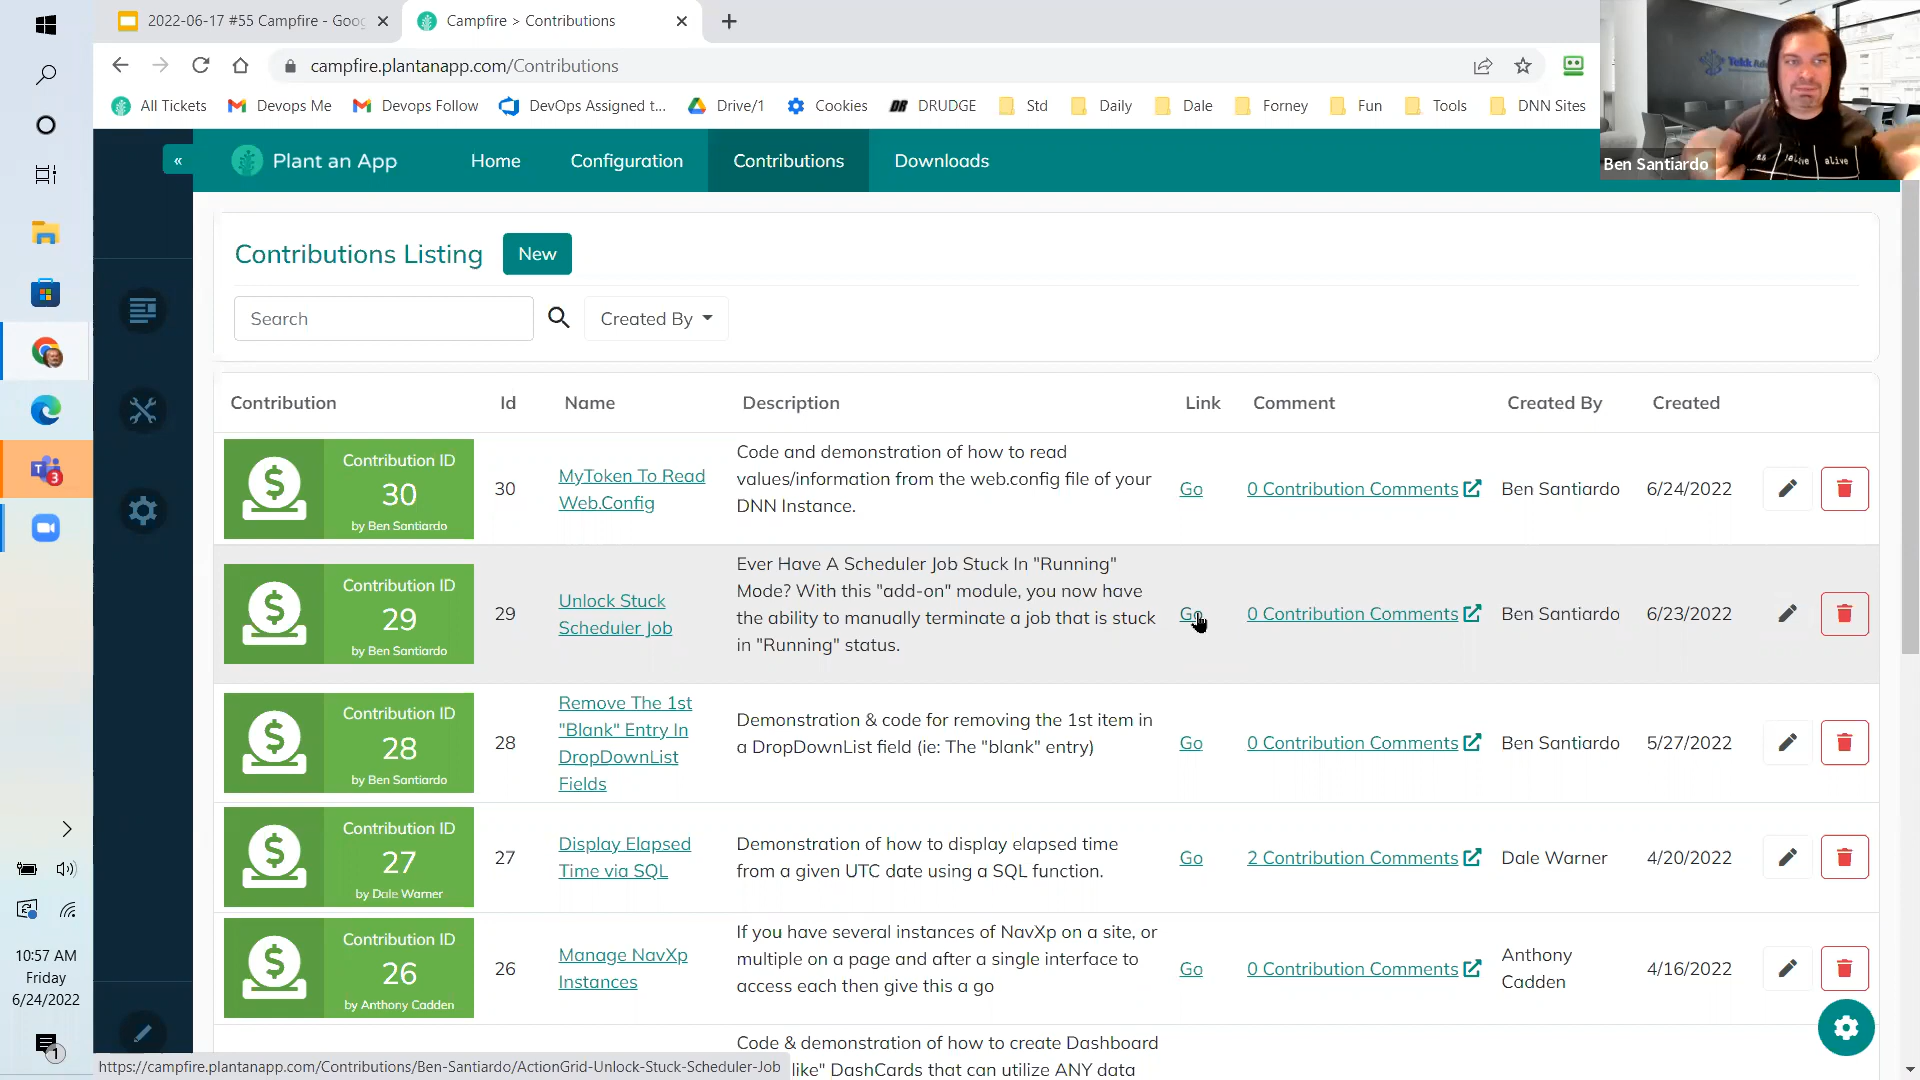 2022-06-17 #55 Campfire - Goo
Campfire > Contributions
campfire.plantanapp.com/Contributions
All Tickets
Devops Me
Devops Follow
DevOps Assigned t...
Drive/1
Cookies
DRUDGE
Std
Daily
Dale
Forney
Fun
Tools
DNN Sites
Ben Santiardo
alive
«
Plant an App
Home
Configuration
Contributions
Downloads
Contributions Listing
New
Search
Created By
Contribution
Id
Name
Description
Link
Comment
Created By
Created
Contribution ID
30
by Ben Santiardo
30
MyToken To Read
Web.Config
Code and demonstration of how to read
values/information from the web.config file of your
DNN Instance.
Go
0 Contribution Comments
Ben Santiardo
6/24/2022
Contribution ID
29
by Ben Santiardo
29
Unlock Stuck
Scheduler Job
Ever Have A Scheduler Job Stuck In "Running"
Mode? With this "add-on" module, you now have
the ability to manually terminate a job that is stuck
in "Running" status.
Go
0 Contribution Comments
Ben Santiardo
6/23/2022
Contribution ID
28
by Ben Santiardo
28
Remove The 1st
"Blank" Entry In
DropDownList
Fields
Demonstration & code for removing the 1st item in
a DropDownList field (ie: The "blank" entry)
Go
0 Contribution Comments
Ben Santiardo
5/27/2022
Contribution ID
27
by Dale Warner
27
Display Elapsed
Time via SQL
Demonstration of how to display elapsed time
from a given UTC date using a SQL function.
Go
2 Contribution Comments
Dale Warner
4/20/2022
Contribution ID
26
by Anthony Cadden
26
Manage NavXp
Instances
If you have several instances of NavXp on a site, or
multiple on a page and after a single interface to
access each then give this a go
Go
0 Contribution Comments
Anthony
Cadden
4/16/2022
Code & demonstration of how to create Dashboard
like" DashCards that can utilize ANY data
https://campfire.plantanapp.com/Contributions/Ben-Santiardo/ActionGrid-Unlock-Stuck-Scheduler-Job
3
10:57 AM
Friday
6/24/2022
1